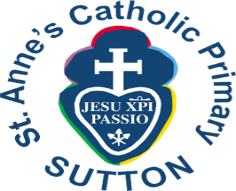 St. Anne's Catholic Primary
JESU XPI
PASSIO
SUTTON